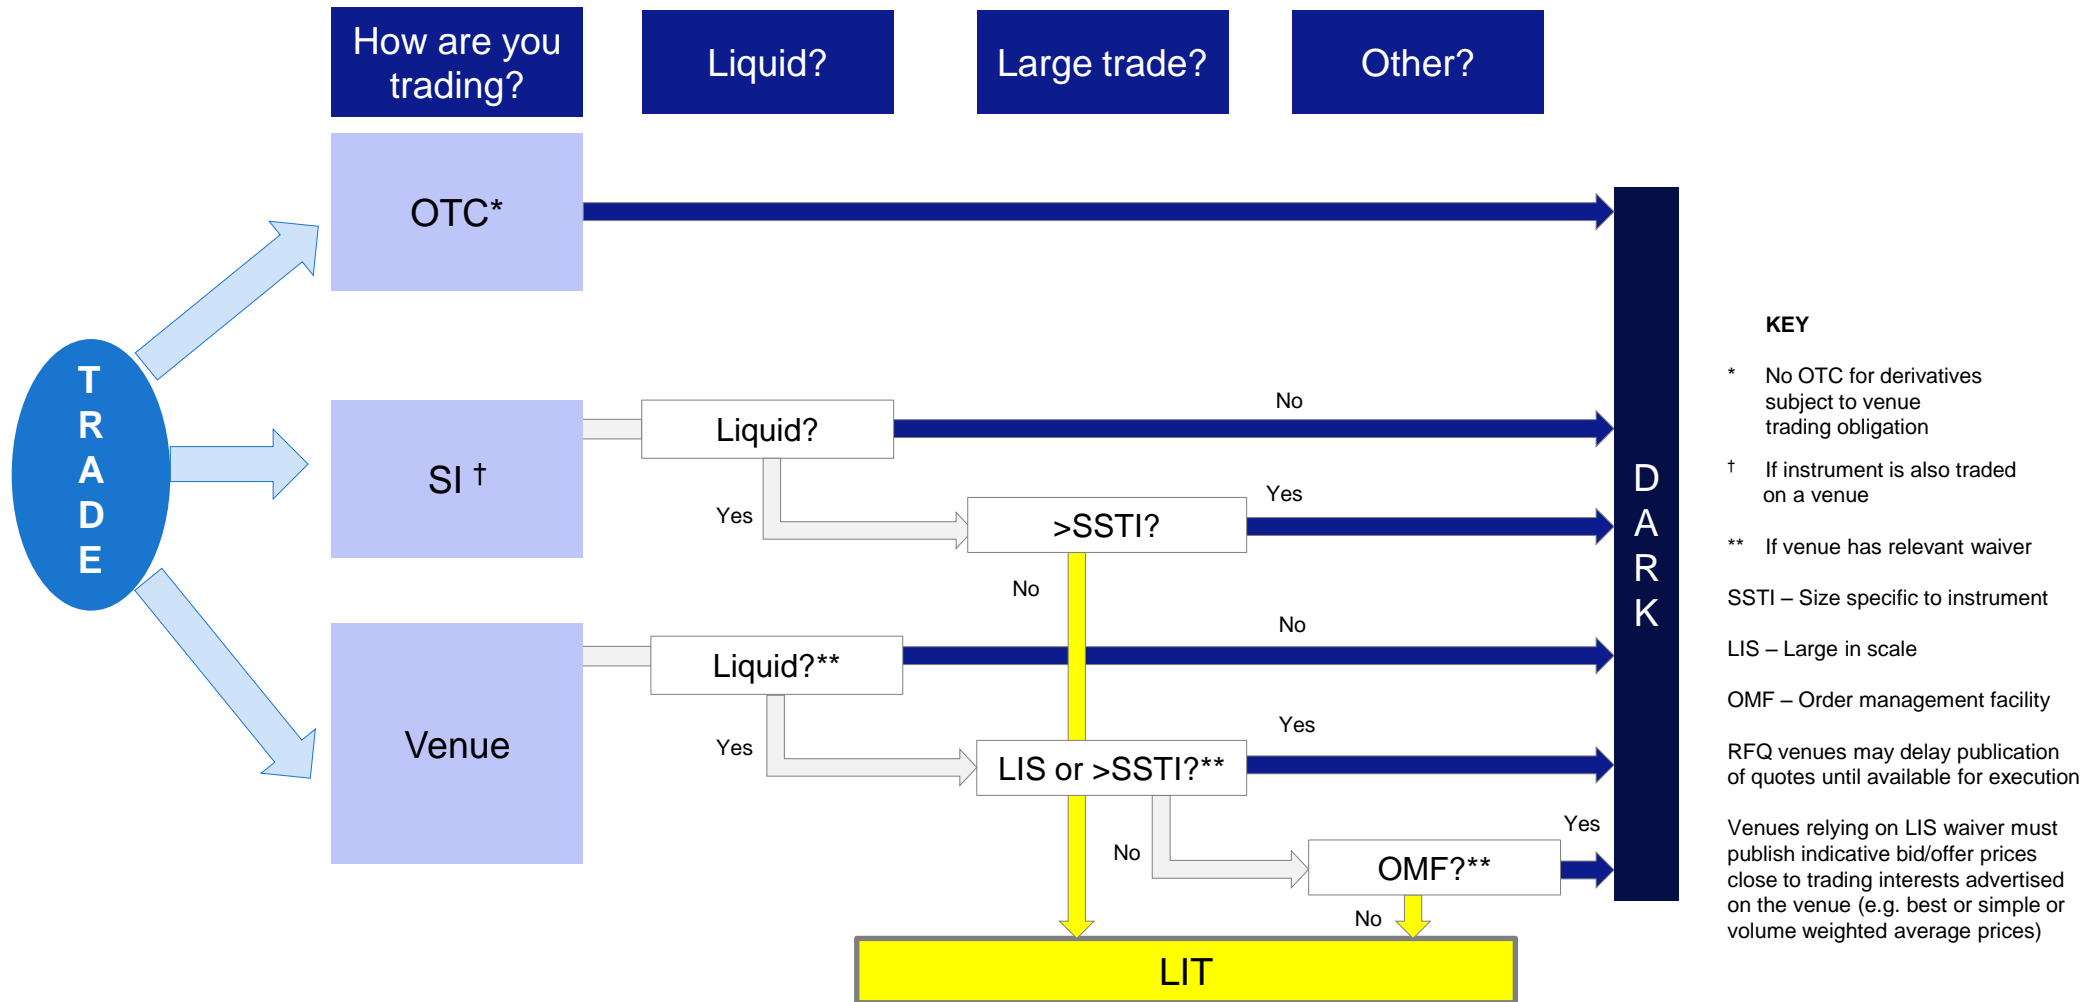 How are you
trading?
Liquid?
Large trade?
Other?
TRADE
OTC*
SI †
Liquid?
No
Yes
>SSTI?
Yes
No
Venue
Liquid?**
No
Yes
LIS or >SSTI?**
Yes
No
OMF?**
Yes
No
LIT
DARK
KEY
* No OTC for derivatives
subject to venue
trading obligation
† If instrument is also traded
on a venue
** If venue has relevant waiver
SSTI – Size specific to instrument
LIS – Large in scale
OMF – Order management facility
RFQ venues may delay publication
of quotes until available for execution
Venues relying on LIS waiver must
publish indicative bid/offer prices
close to trading interests advertised
on the venue (e.g. best or simple or
volume weighted average prices)